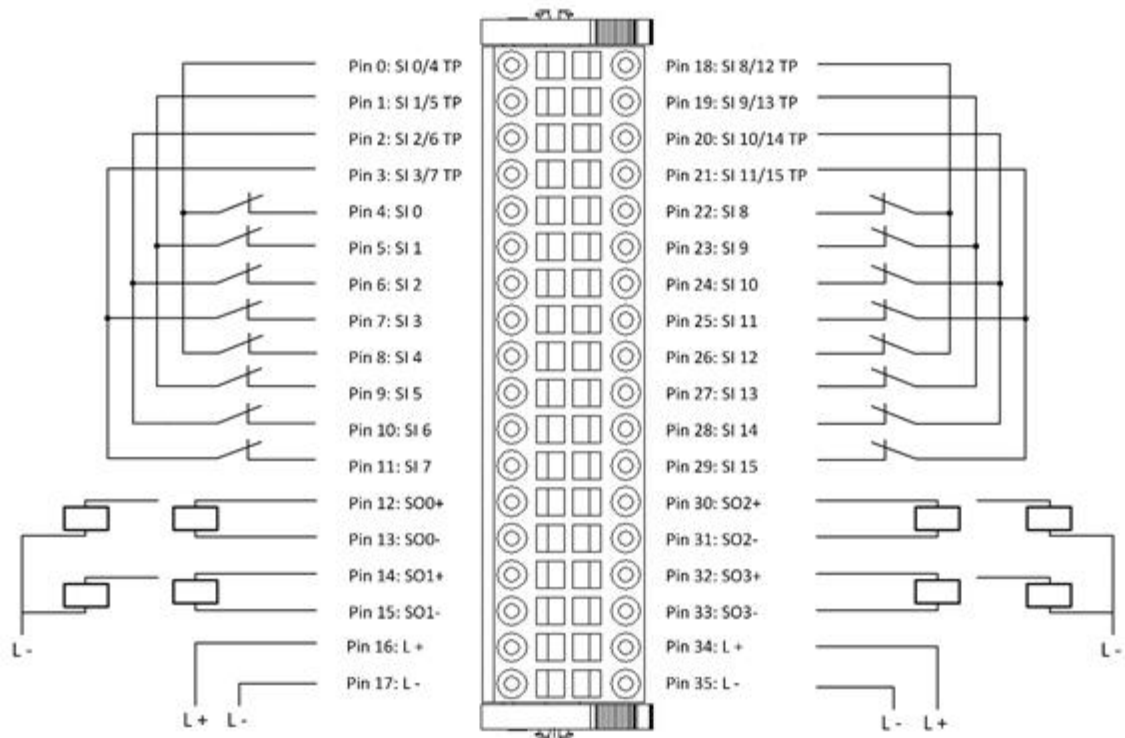 Pin 0: SI 0/4 TP
Pin 1: SI 1/5 TP
Pin 2: SI 2/6 TP
Pin 3: SI 3/7 TP
Pin 4: SI 0
Pin 5: SI 1
Pin 6: SI 2
Pin 7: SI 3
Pin 8: SI 4
Pin 9: SI 5
Pin 10: SI 6
Pin 11: SI 7
Pin 12: SO0+
Pin 13: SO0-
Pin 14: SO1+
Pin 15: SO1-
Pin 16: L +
Pin 17: L -
L -
L +
L -
Pin 18: SI 8/12 TP
Pin 19: SI 9/13 TP
Pin 20: SI 10/14 TP
Pin 21: SI 11/15 TP
Pin 22: SI 8
Pin 23: SI 9
Pin 24: SI 10
Pin 25: SI 11
Pin 26: SI 12
Pin 27: SI 13
Pin 28: SI 14
Pin 29: SI 15
Pin 30: SO2+
Pin 31: SO2-
Pin 32: SO3+
Pin 33: SO3-
Pin 34: L +
Pin 35: L -
L -
L -
L +